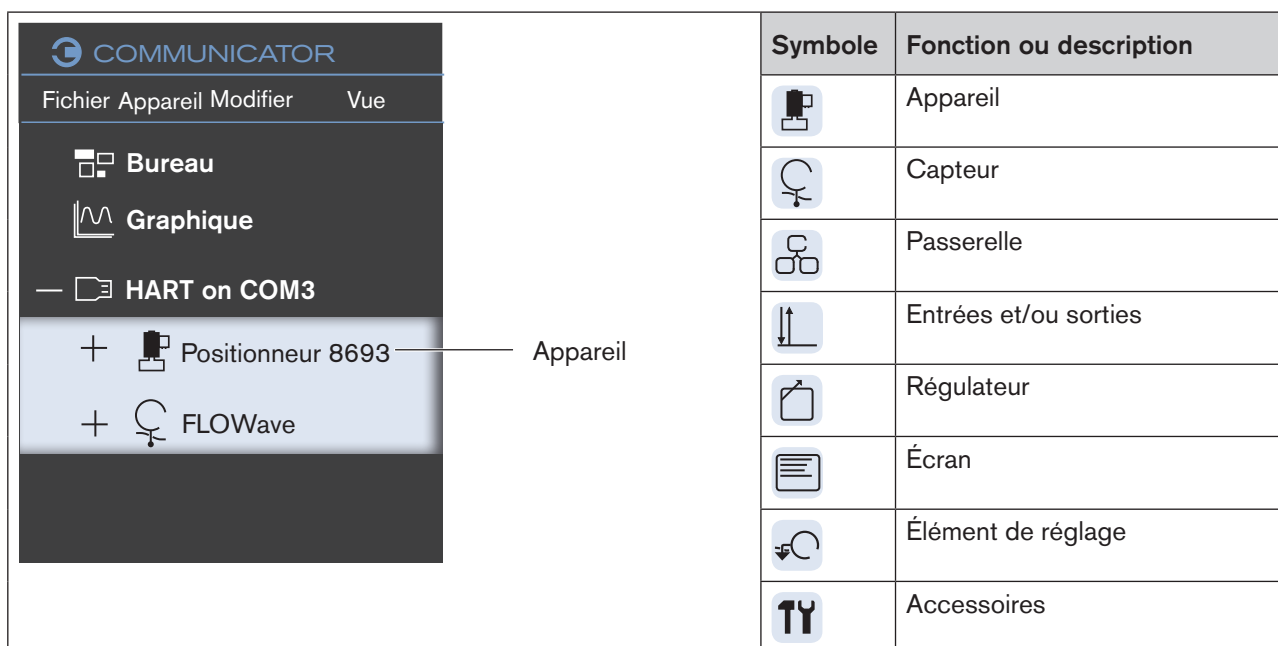 COMMUNICATOR
Fichier Appareil Modifier Vue
Bureau
Graphique
HART on COM3
Positionneur 8693
Appareil
FLOWave
Symbole Fonction ou description
Appareil
Capteur
Passerelle
Entrées et/ou sorties
Régulateur
Écran
Élément de réglage
Accessoires